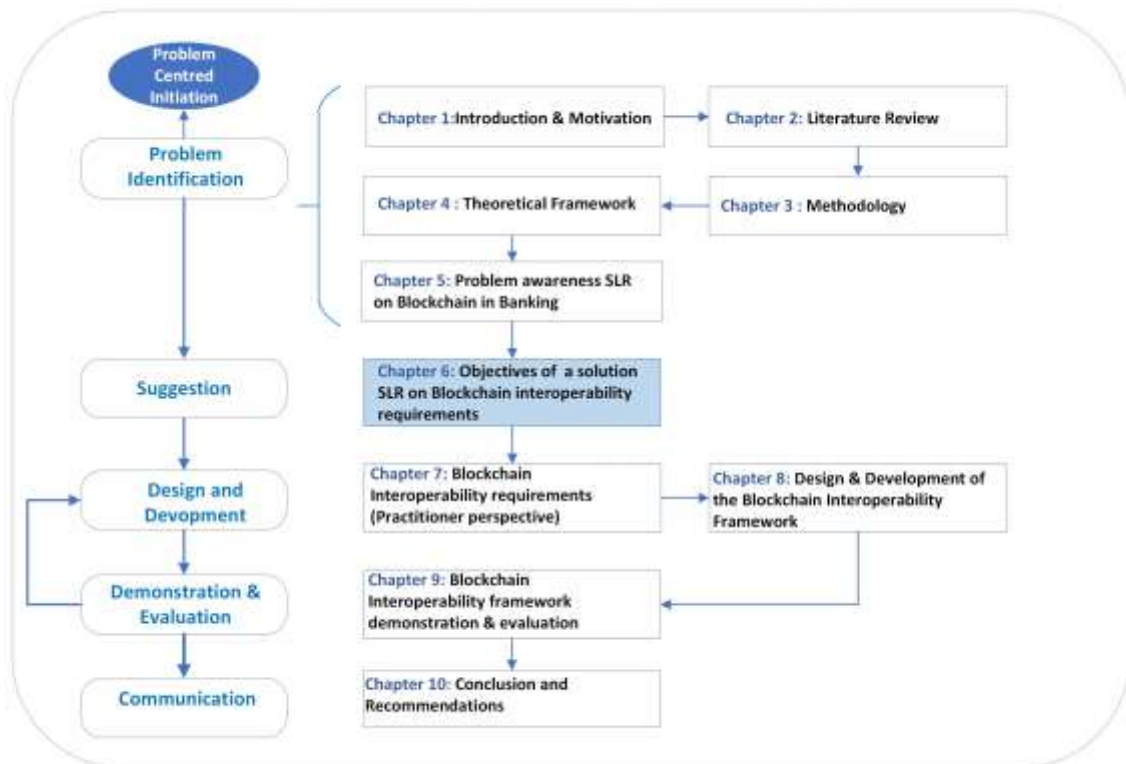 Problem
Centred
Initiation
Problem
Identification
Suggestion
Design and
Devopment
Demonstration &
Evaluation
Communication
Chapter 1:Introduction & Motivation
Chapter 2: Literature Review
Chapter 4 : Theoretical Framework
Chapter 3 : Methodology
Chapter 5: Problem awareness SLR
on Blockchain in Banking
Chapter 6: Objectives of a solution
SLR on Blockchain interoperability
requirements
Chapter 7: Blockchain
Interoperability requirements
(Practitioner perspective)
Chapter 8: Design & Development of
the Blockchain Interoperability
Framework
Chapter 9: Blockchain
Interoperability framework
demonstration & evaluation
Chapter 10: Conclusion and
Recommendations